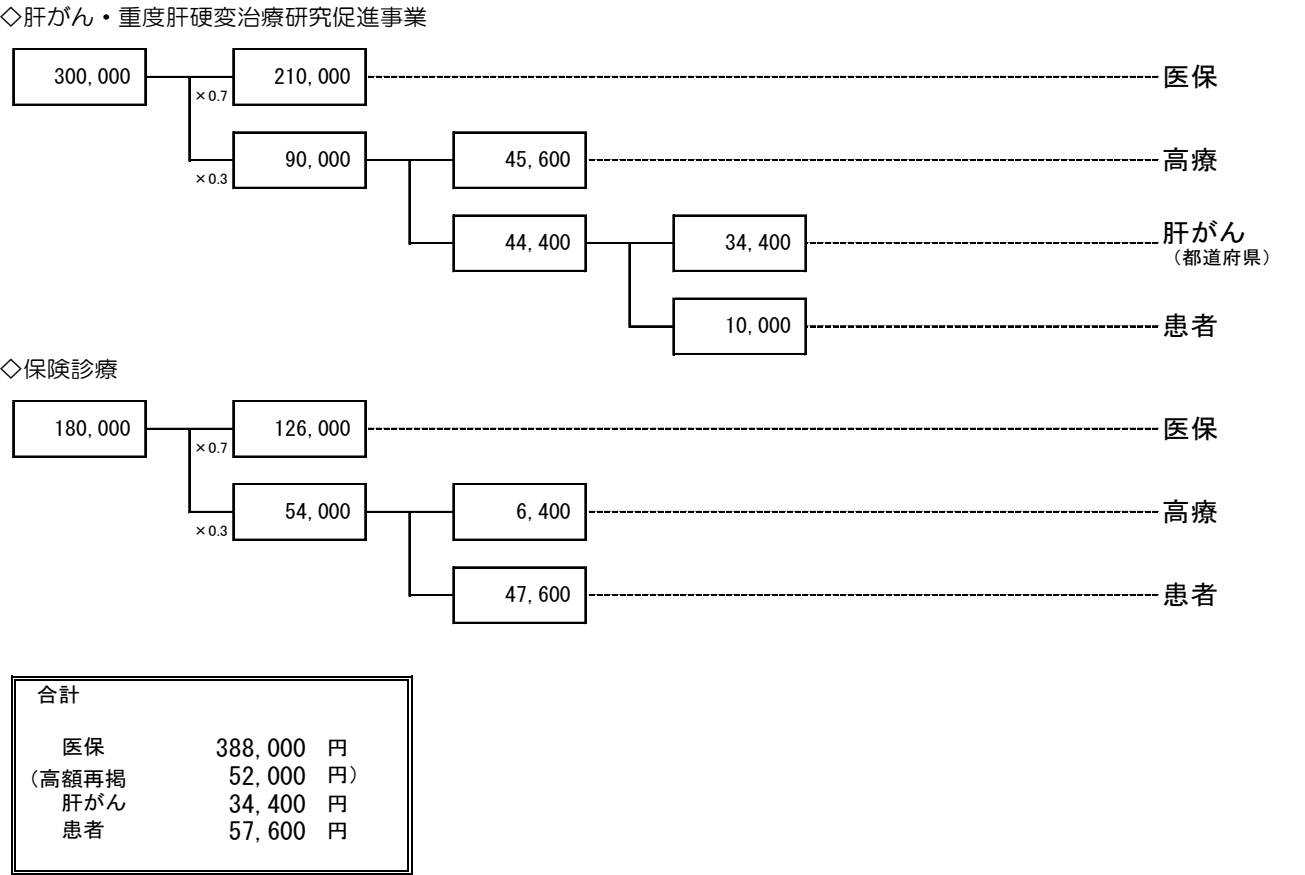 ◇肝がん・重度肝硬変治療研究促進事業
300,000 210,000 医保
×0.7
90,000 45,600 高療
×0.3
44,400 34,400 肝がん
（都道府県）
10,000 患者
◇保険診療
180,000 126,000 医保
×0.7
54,000 6,400 高療
×0.3
47,600 患者
合計
医保 388,000 円
（高額再掲 52,000 円）
肝がん 34,400 円
患者 57,600 円